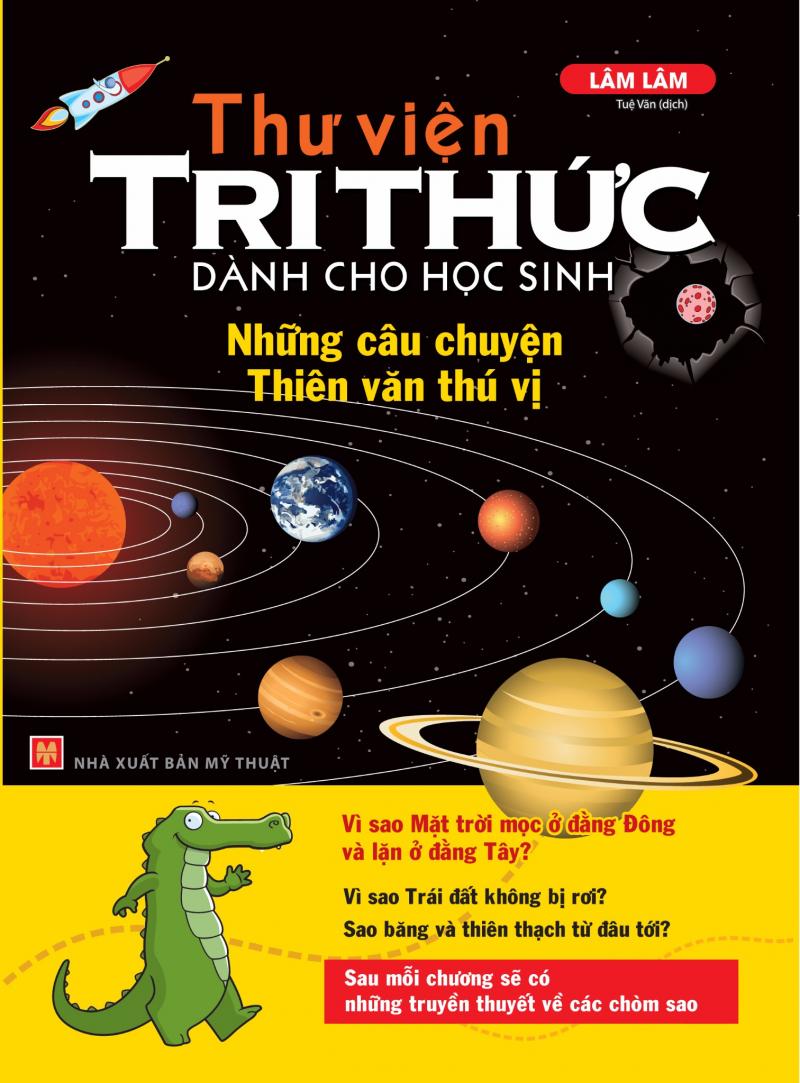 LÂM LÂM
Tuệ Văn (dịch)
Thư viện
TRI THỨC
DÀNH CHO HỌC SINH
Những câu chuyện
Thiên văn thú vị
NHÀ XUẤT BẢN MỸ THUẬT
Vì sao Mặt trời mọc ở đằng Đông
và lặn ở đằng Tây?
Vì sao Trái đất không bị rơi?
Sao băng và thiên thạch từ đâu tới?
Sau mỗi chương sẽ có
những truyền thuyết về các chòm sao